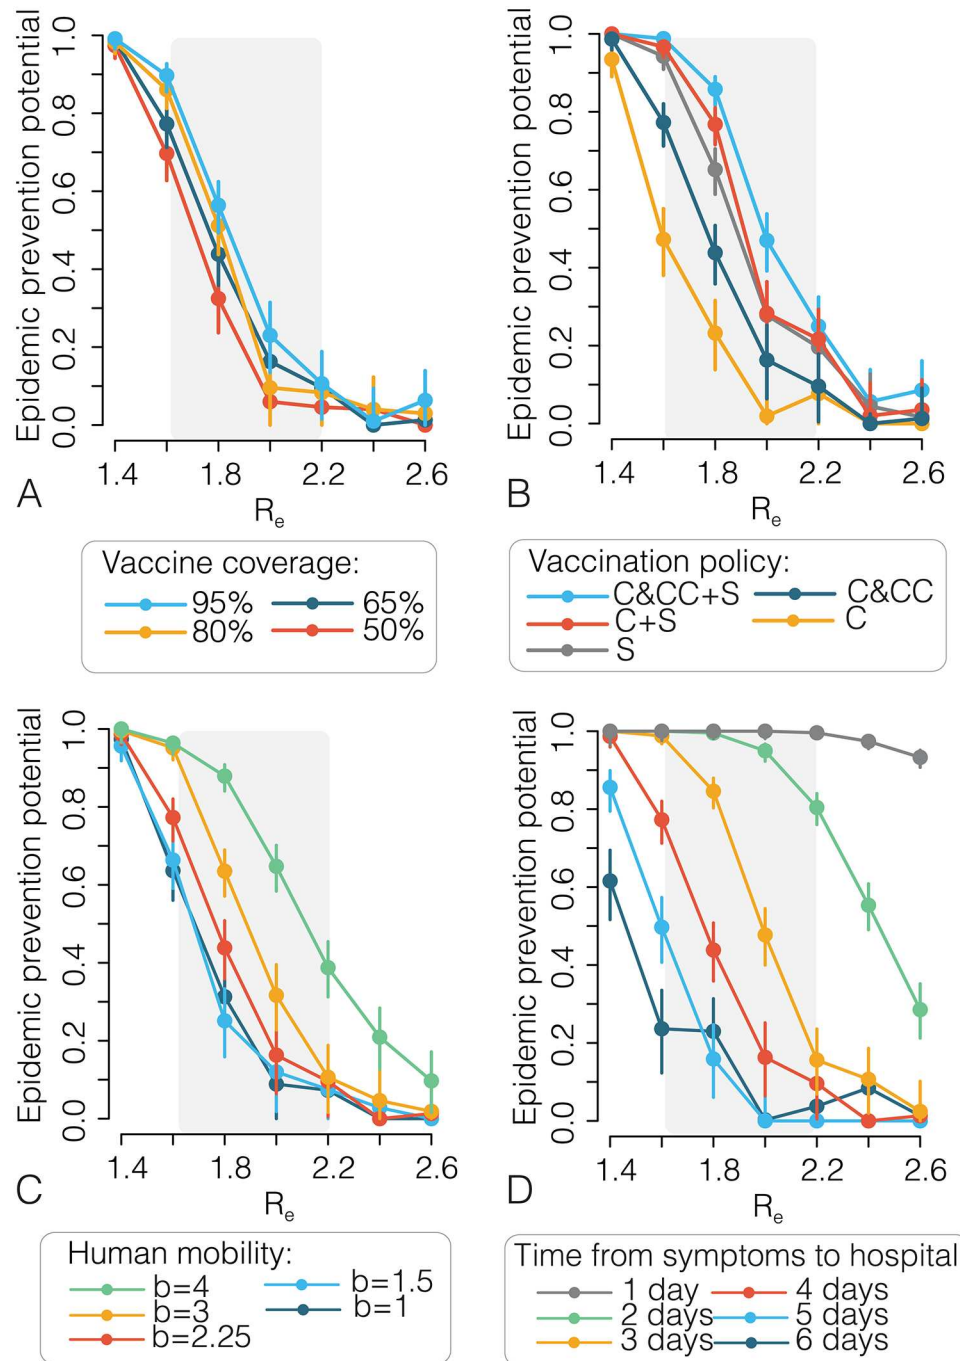 Epidemic prevention potential
1.0
0.8
0.6
0.4
0.2
0.0
1.4 1.8 2.2 2.6
Re
A
Vaccine coverage:
95% 65%
80% 50%
Epidemic prevention potential
1.0
0.8
0.6
0.4
0.2
0.0
1.4 1.8 2.2 2.6
Re
B
Vaccination policy:
C&CC+S C&CC
C+S C
S
Epidemic prevention potential
1.0
0.8
0.6
0.4
0.2
0.0
1.4 1.8 2.2 2.6
Re
C
Human mobility:
b=4 b=1.5
b=3 b=1
b=2.25
Epidemic prevention potential
1.0
0.8
0.6
0.4
0.2
0.0
1.4 1.8 2.2 2.6
Re
D
Time from symptoms to hospital
1 day 4 days
2 days 5 days
3 days 6 days